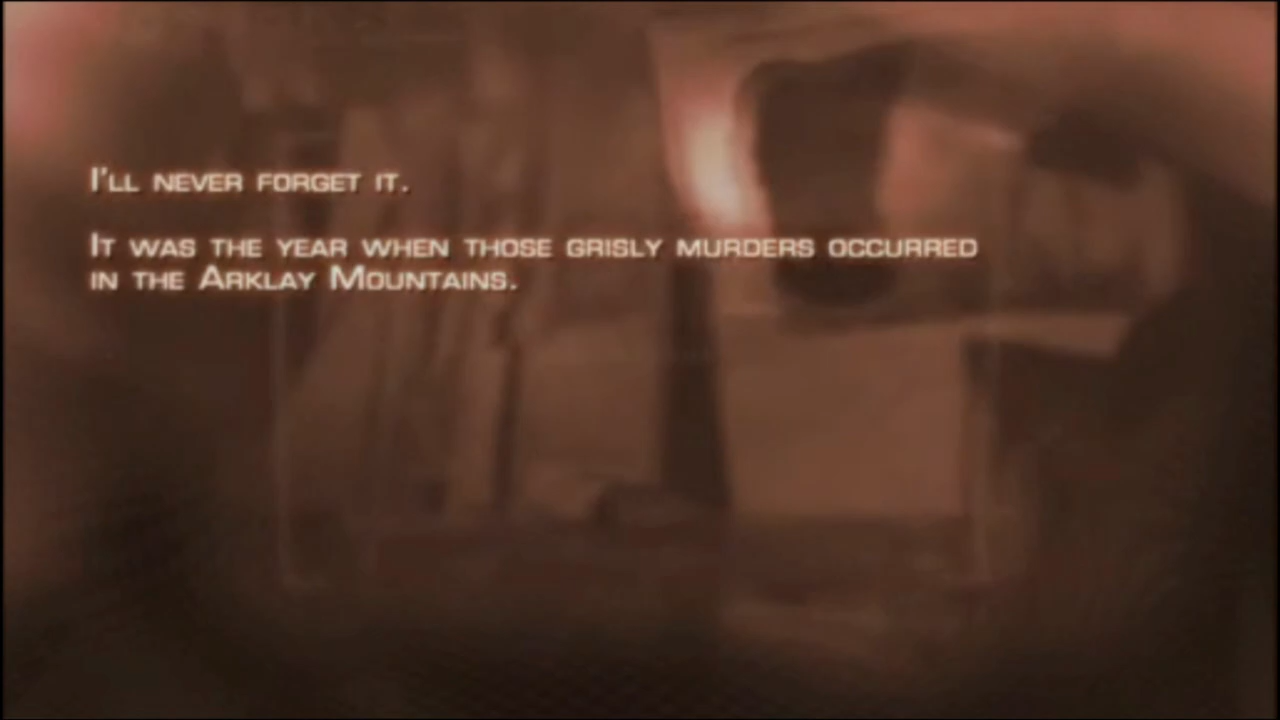 I'll never forget it.
It was the year when those grisly murders occurred
in the Arklay Mountains.